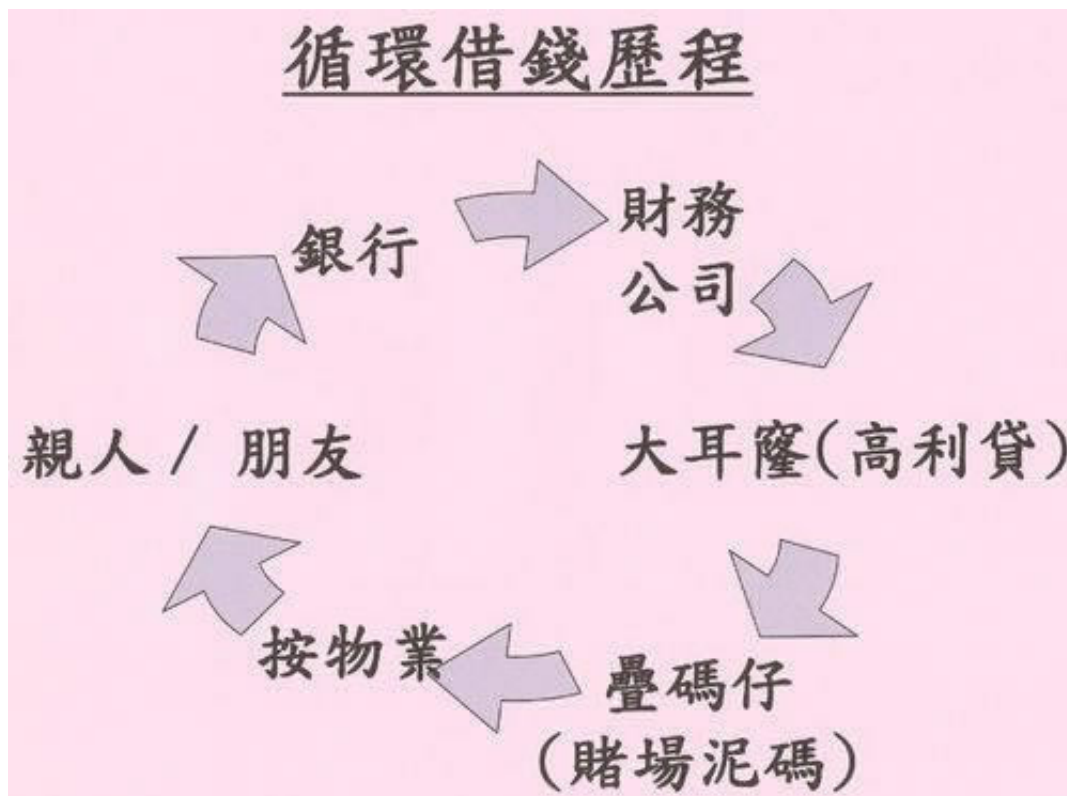 循環借錢歷程
銀行
財務
公司
大耳窿(高利貸)
疊碼仔
(賭場泥碼)
按物業
親人 / 朋友